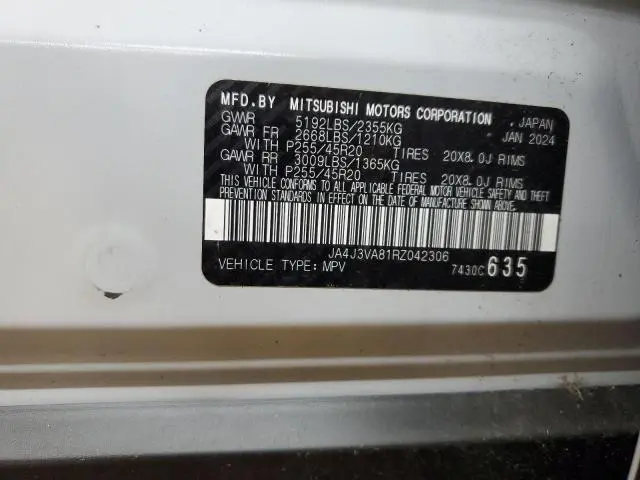 MFD.BY MITSUBISHI MOTORS CORPORATION , JAPAN
GVWR 5192LBS/2355KG JAN 2024
GAWR FR 2668LBS/1210KG
WITH P255/45R20 TIRES 20X8.0J RIMS
GAWR RR 3009LBS/1365KG
WITH P255/45R20 TIRES 20X8.0J RIMS
THIS VEHICLE CONFORMS TO ALL APPLICABLE FEDERAL MOTOR VEHICLE SAFETY AND THEFT
PREVENTION STANDARDS IN EFFECT ON THE DATE OF MANUFACTURE SHOWN ABOVE.
JA4J3VA81RZ042306
VEHICLE TYPE: MPV 7430C 635